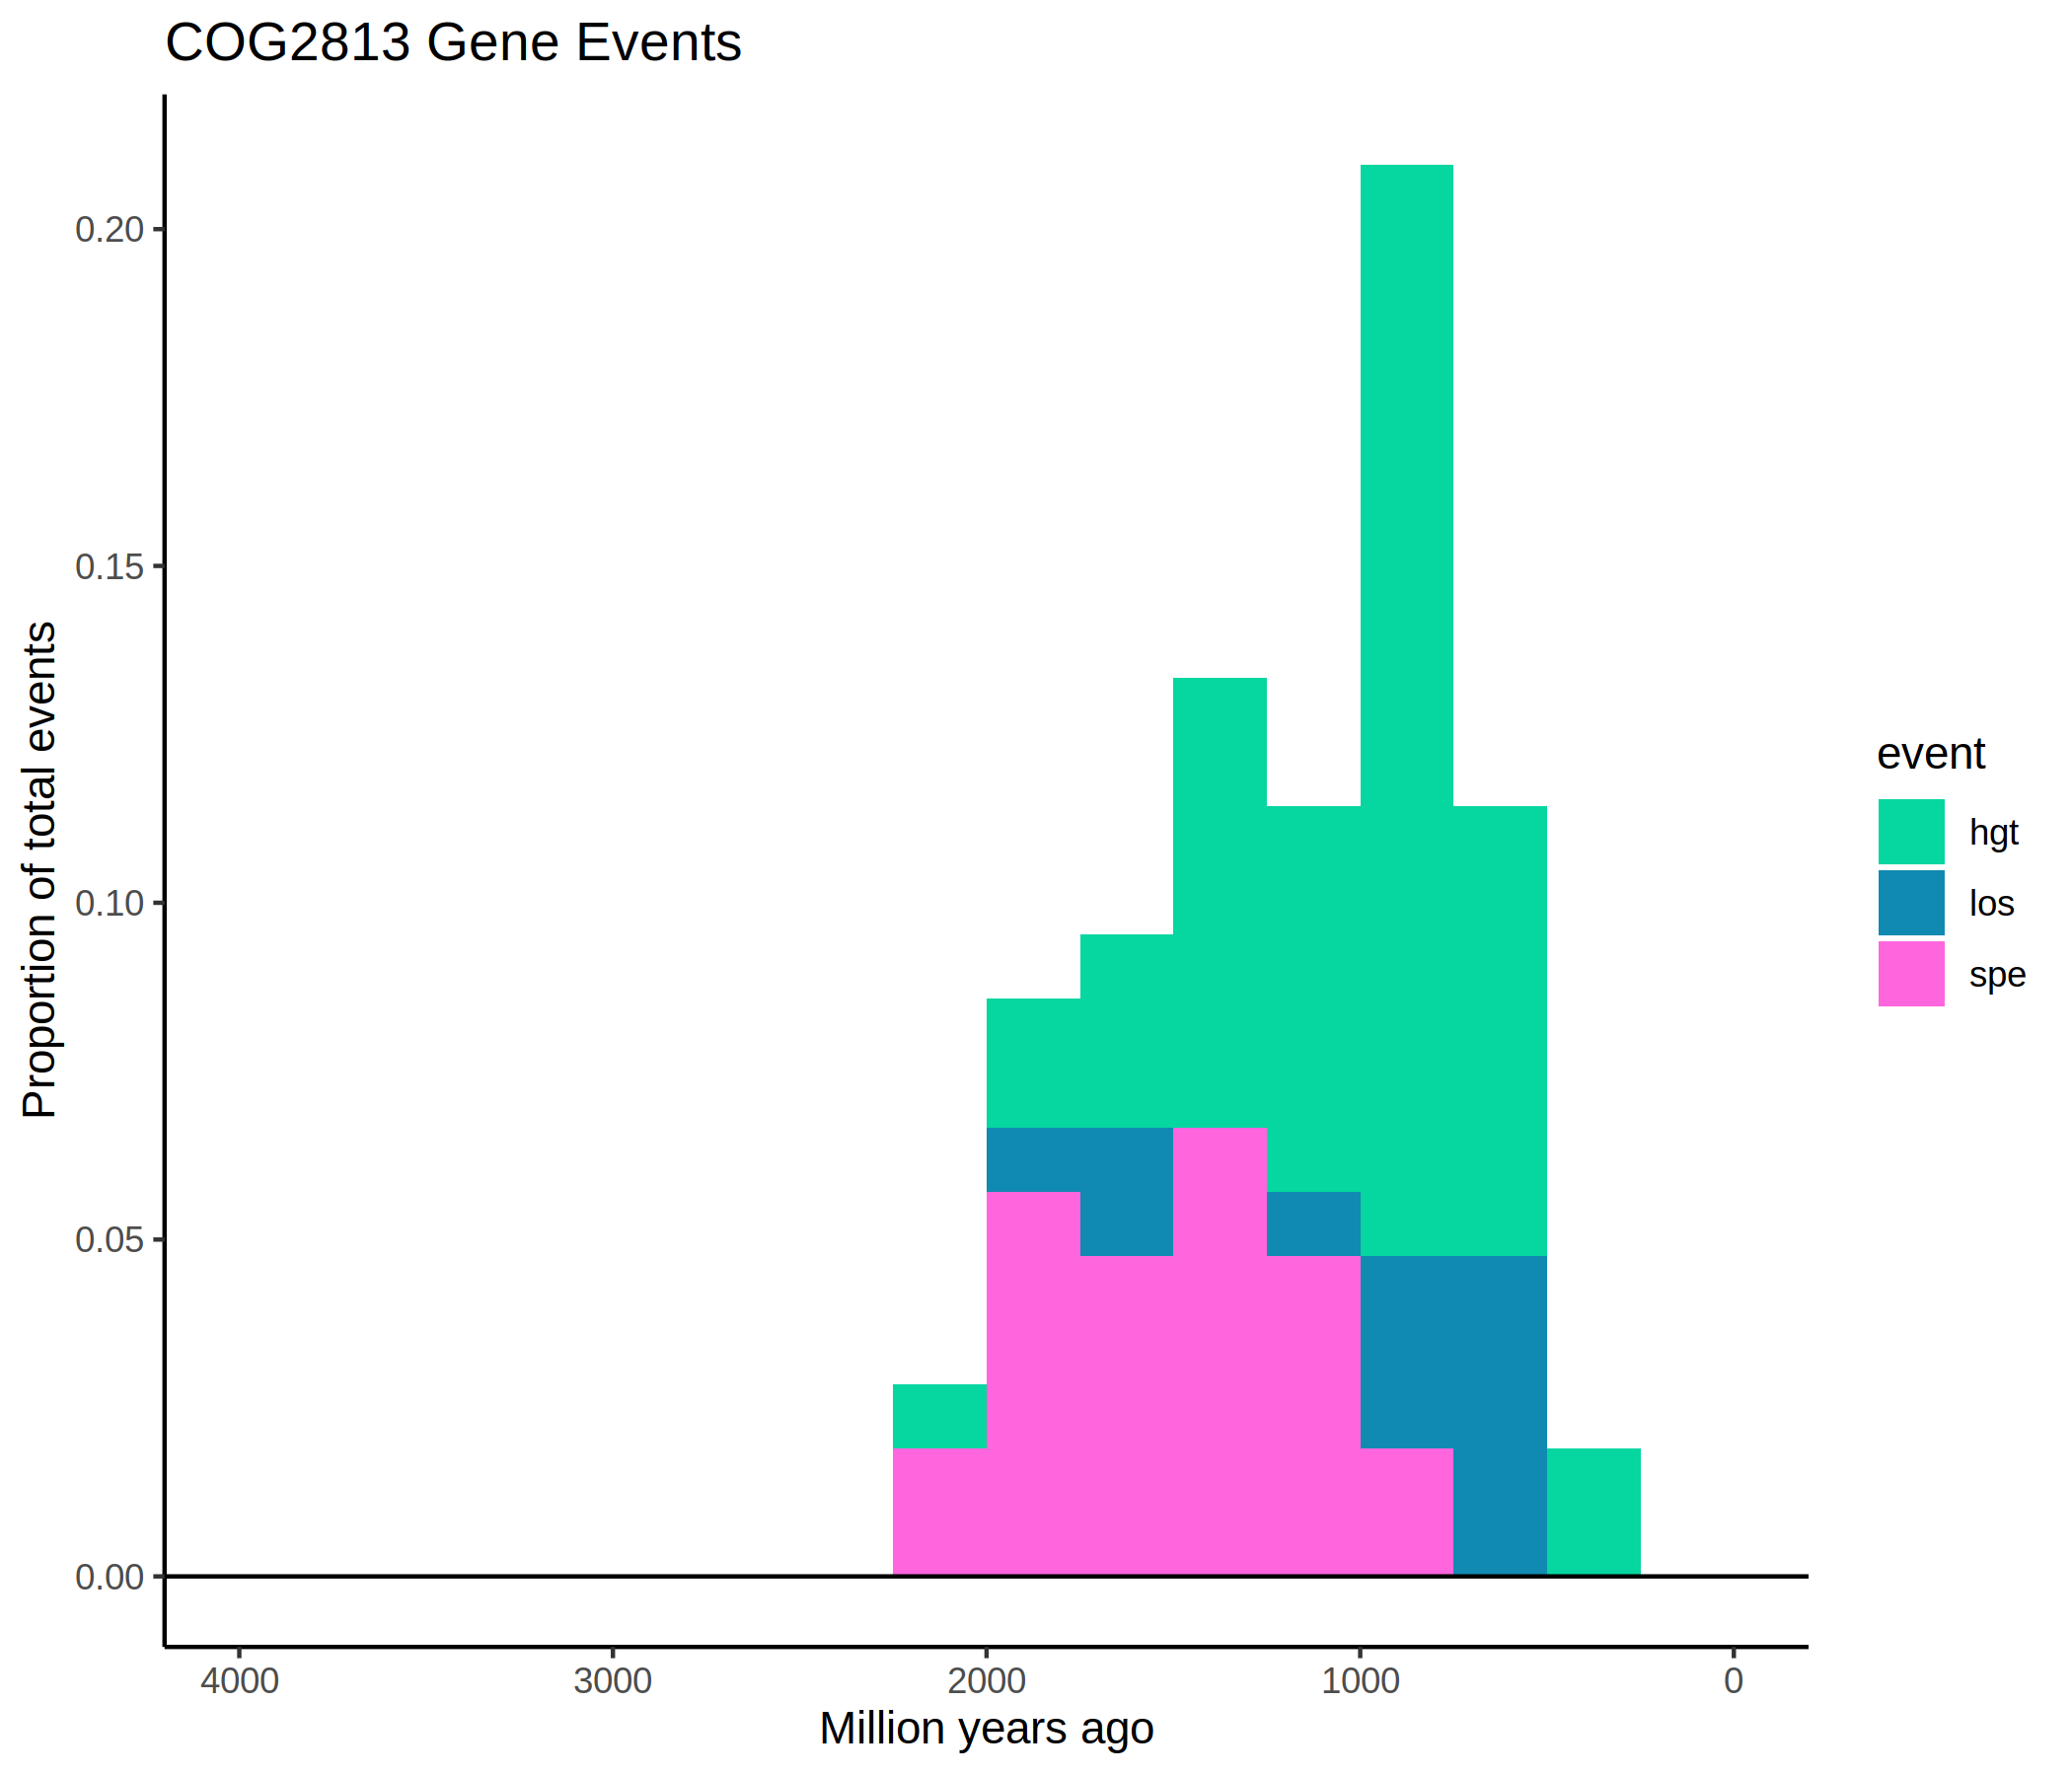 COG2813 Gene Events
0.20
0.15
0.10
0.05
0.00
Proportion of total events
4000 3000 2000 1000 0
Million years ago
event
hgt
los
spe